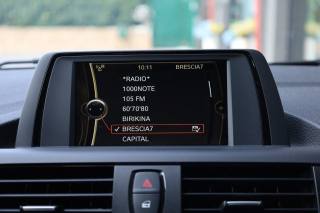 10:11 BRESCIA7
*RADIO*
1000NOTE
105 FM
60'70'80
BIRIKINA
BRESCIA7
CAPITAL